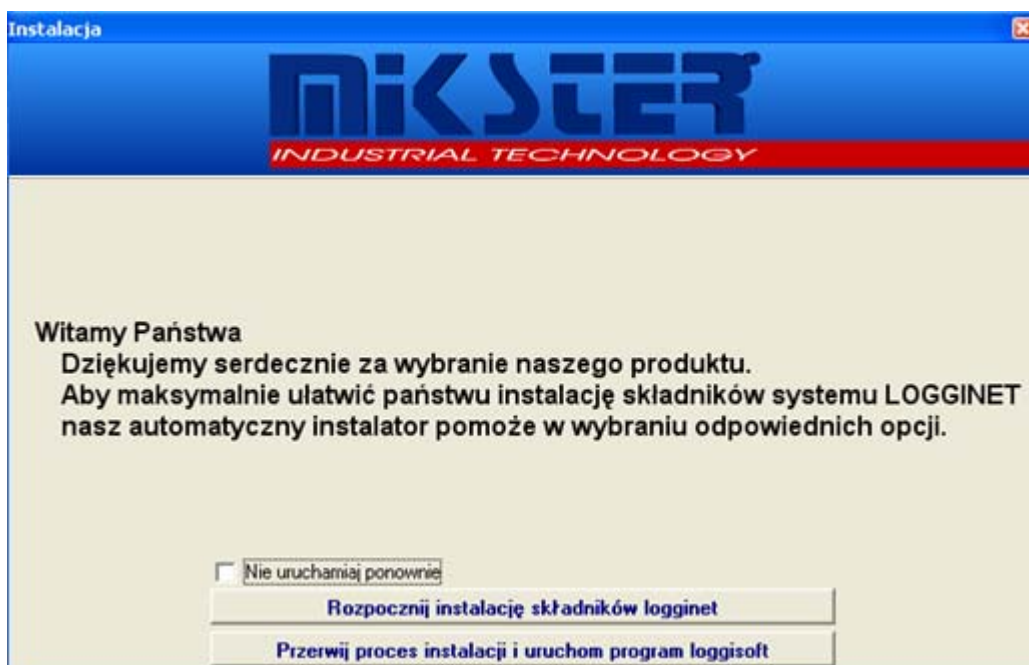 Instalacja
MIKSTER
INDUSTRIAL TECHNOLOGY
Witamy Państwa
Dziękujemy serdecznie za wybranie naszego produktu.
Aby maksymalnie ułatwić państwu instalację składników systemu LOGGINET
nasz automatyczny instalator pomoże w wybraniu odpowiednich opcji.
Nie uruchamiaj ponownie
Rozpocznij instalację składników logginet
Przerwij proces instalacji i uruchom program loggisoft